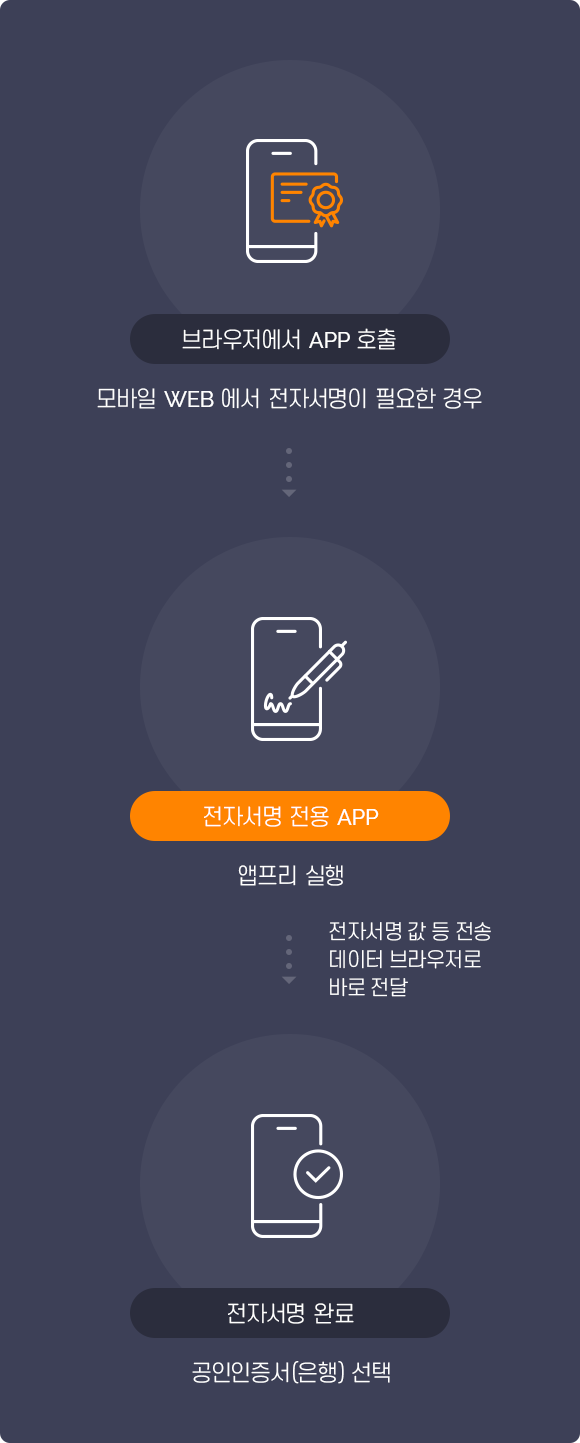 브라우저에서 APP 호출
모바일 WEB 에서 전자서명이 필요한 경우
전자서명 전용 APP
앱프리 실행
전자서명 값 등 전송
데이터 브라우저로
바로 전달
전자서명 완료
공인인증서(은행) 선택